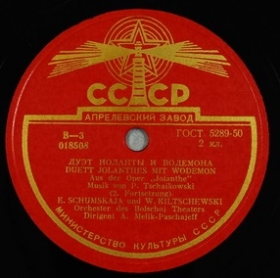 СССР
АПРЕЛЕВСКИЙ ЗАВОД
В—3
018508
ГОСТ 5289-50
2 кл.
ДУЭТ ИОЛАНТЫ И ВОДЕМОНА
DUETT JOLANTHES MIT WODEMON
Aus der Oper „Jolanthe"
Musik von P. Tschaikowski
(2. Fortsetzung)
E. SCHUMSKAJA und W. KILTSCHEWSKI
Orchester des Bolschoj Theaters
Dirigent A. Melik-Paschajeff
МИНИСТЕРСТВО КУЛЬТУРЫ СССР